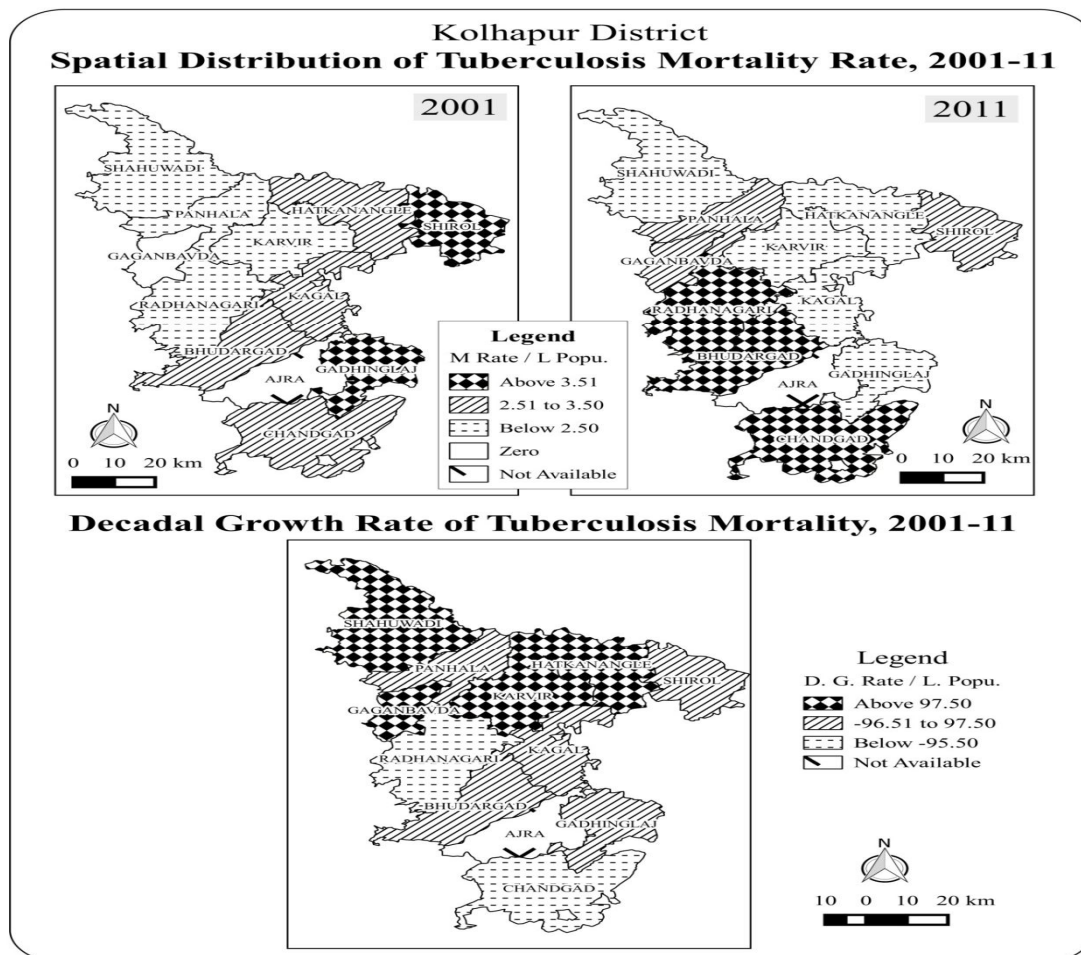 Kolhapur District
Spatial Distribution of Tuberculosis Mortality Rate, 2001-11
2001
SHAHUWADI
PANHALA
HATKANANGLE
SHIROL
KARVIR
GAGANBAVDA
RADHANAGARI
KAGAL
BHUDARGAD
AJRA
GADHINGLAJ
CHANDGAD
N
0 10 20 km
Legend
M Rate / L Popu.
Above 3.51
2.51 to 3.50
Below 2.50
Zero
Not Available
2011
SHAHUWADI
PANHALA
HATKANANGLE
SHIROL
KARVIR
GAGANBAVDA
RADHANAGARI
KAGAL
BHUDARGAD
AJRA
GADHINGLAJ
CHANDGAD
N
0 10 20 km
Decadal Growth Rate of Tuberculosis Mortality, 2001-11
SHAHUWADI
PANHALA
HATKANANGLE
SHIROL
KARVIR
GAGANBAVDA
RADHANAGARI
KAGAL
BHUDARGAD
AJRA
GADHINGLAJ
CHANDGAD
Legend
D. G. Rate / L. Popu.
Above 97.50
-96.51 to 97.50
Below -95.50
Not Available
N
10 0 10 20 km